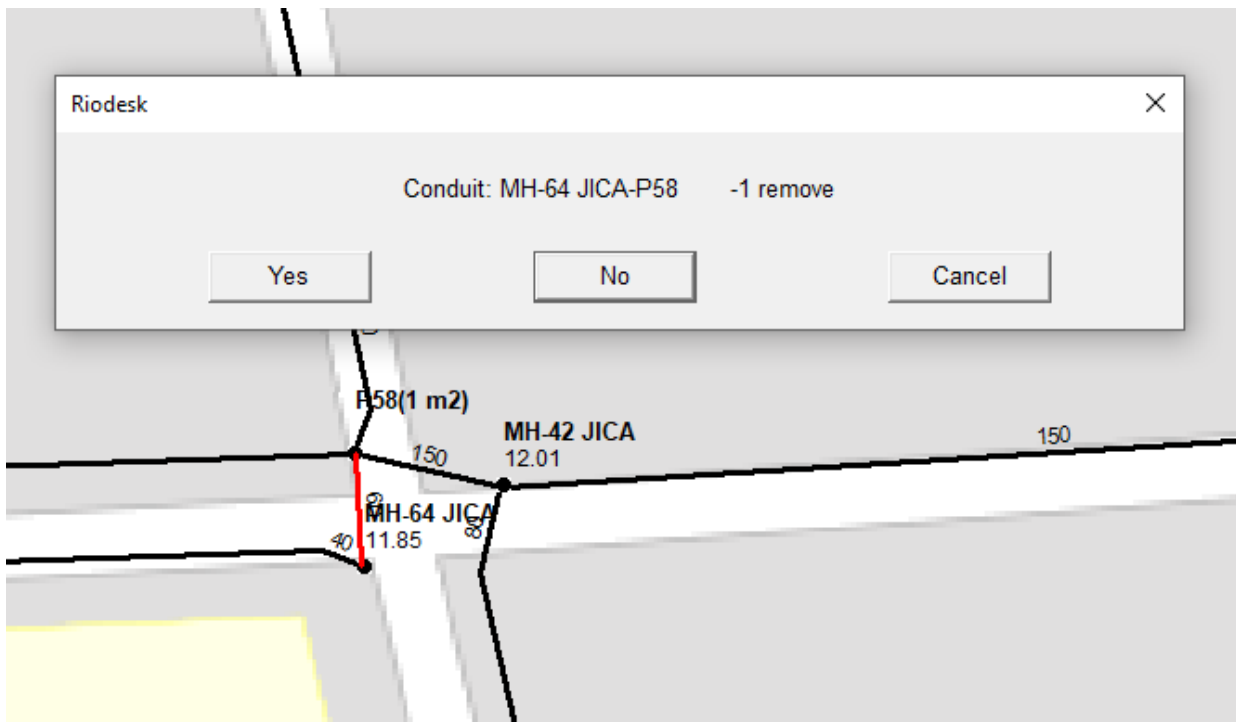 Riodesk
Conduit: MH-64 JICA-P58 -1 remove
Yes
No
Cancel
P58(1 m2)
MH-42 JICA
12.01
150
150
MH-64 JICA
11.85
80
40